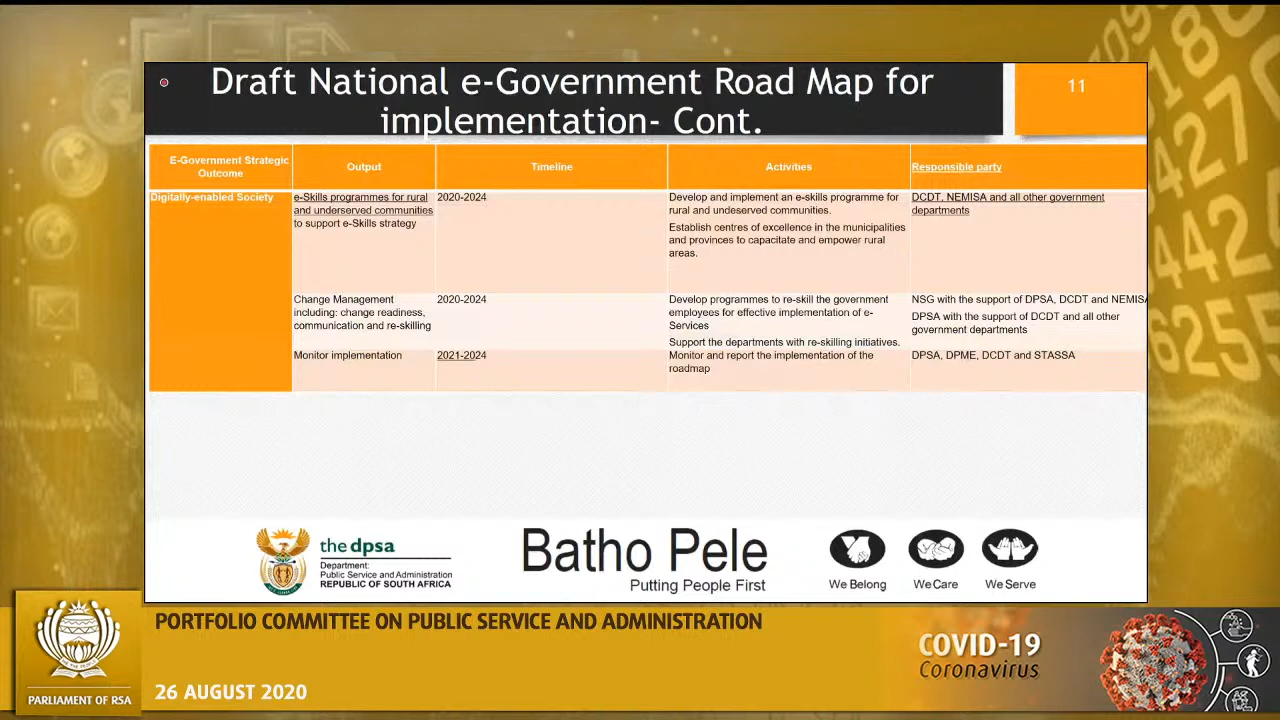 Draft National e-Government Road Map for
implementation- Cont.
11
E-Government Strategic
Outcome
Output
Timeline
Activities
Responsible party
Digitally-enabled Society
e-Skills programmes for rural
and underserved communities
to support e-Skills strategy
2020-2024
Develop and implement an e-skills programme for
rural and undeserved communities.
Establish centres of excellence in the municipalities
and provinces to capacitate and empower rural
areas.
DCDT, NEMISA and all other government
departments
Change Management
including: change readiness,
communication and re-skilling
2020-2024
Develop programmes to re-skill the government
employees for effective implementation of e-
Services
Support the departments with re-skilling initiatives.
NSG with the support of DPSA, DCDT and NEMISA
DPSA with the support of DCDT and all other
government departments
Monitor implementation
2021-2024
Monitor and report the implementation of the
roadmap
DPSA, DPME, DCDT and STASSA
the dpsa
Department:
Public Service and Administration
REPUBLIC OF SOUTH AFRICA
Batho Pele
Putting People First
We Belong
We Care
We Serve
PORTFOLIO COMMITTEE ON PUBLIC SERVICE AND ADMINISTRATION
26 AUGUST 2020
PARLIAMENT OF RSA
COVID-19
Coronavirus